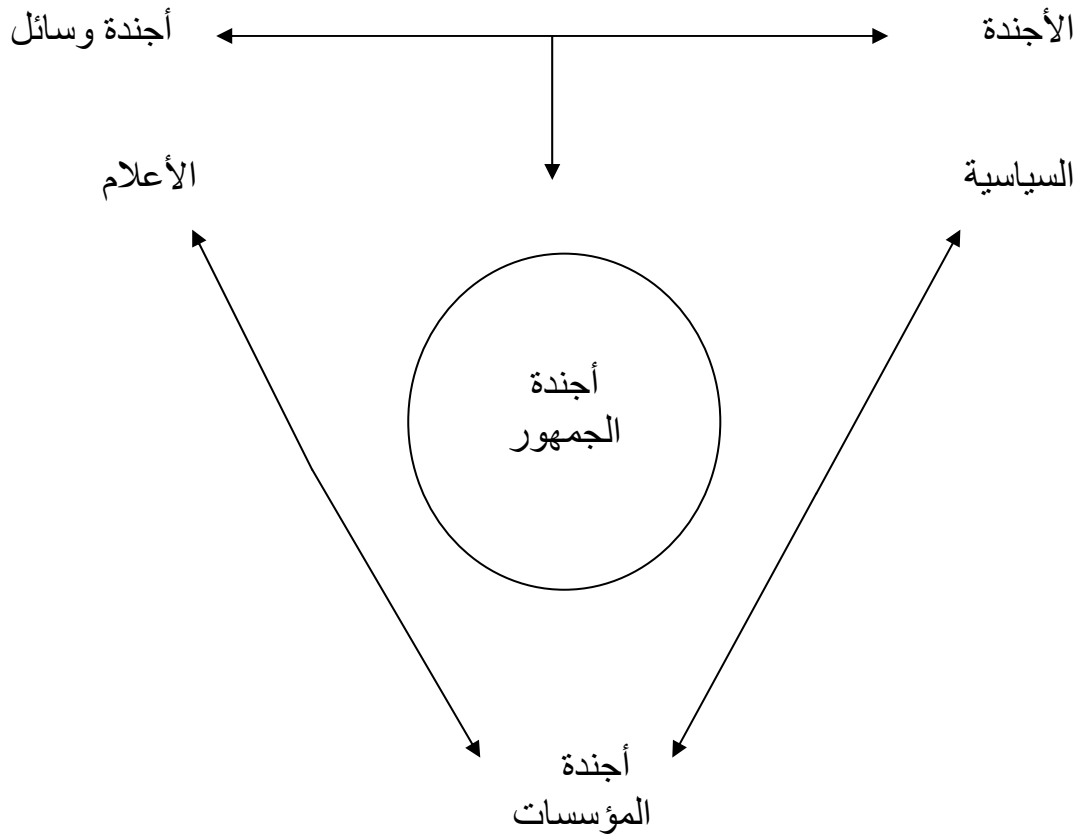 الأجندة
السياسية
أجندة وسائل
الأعلام
أجندة
الجمهور
أجندة
المؤسسات